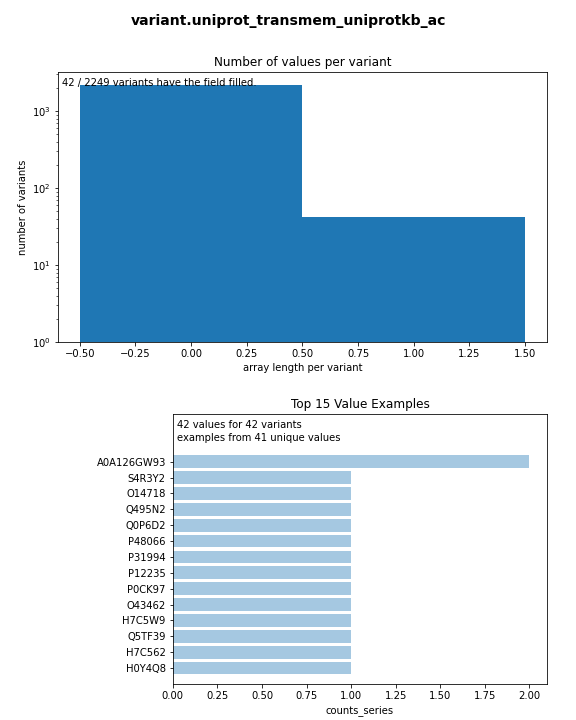 variant.uniprot_transmem_uniprotkb_ac
Number of values per variant
42 / 2249 variants have the field filled.
10³
10²
10¹
10⁰
number of variants
−0.50 −0.25 0.00 0.25 0.50 0.75 1.00 1.25 1.50
array length per variant
Top 15 Value Examples
42 values for 42 variants
examples from 41 unique values
A0A126GW93
S4R3Y2
O14718
Q495N2
Q0P6D2
P48066
P31994
P12235
P0CK97
O43462
H7C5W9
Q5TF39
H7C562
H0Y4Q8
0.00 0.25 0.50 0.75 1.00 1.25 1.50 1.75 2.00
counts_series